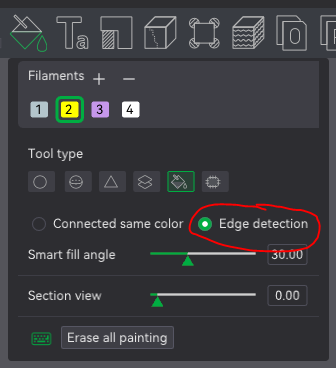 Ta
Filaments + −
1 2 3 4
Tool type
Connected same color Edge detection
Smart fill angle 30.00
Section view 0.00
Erase all painting